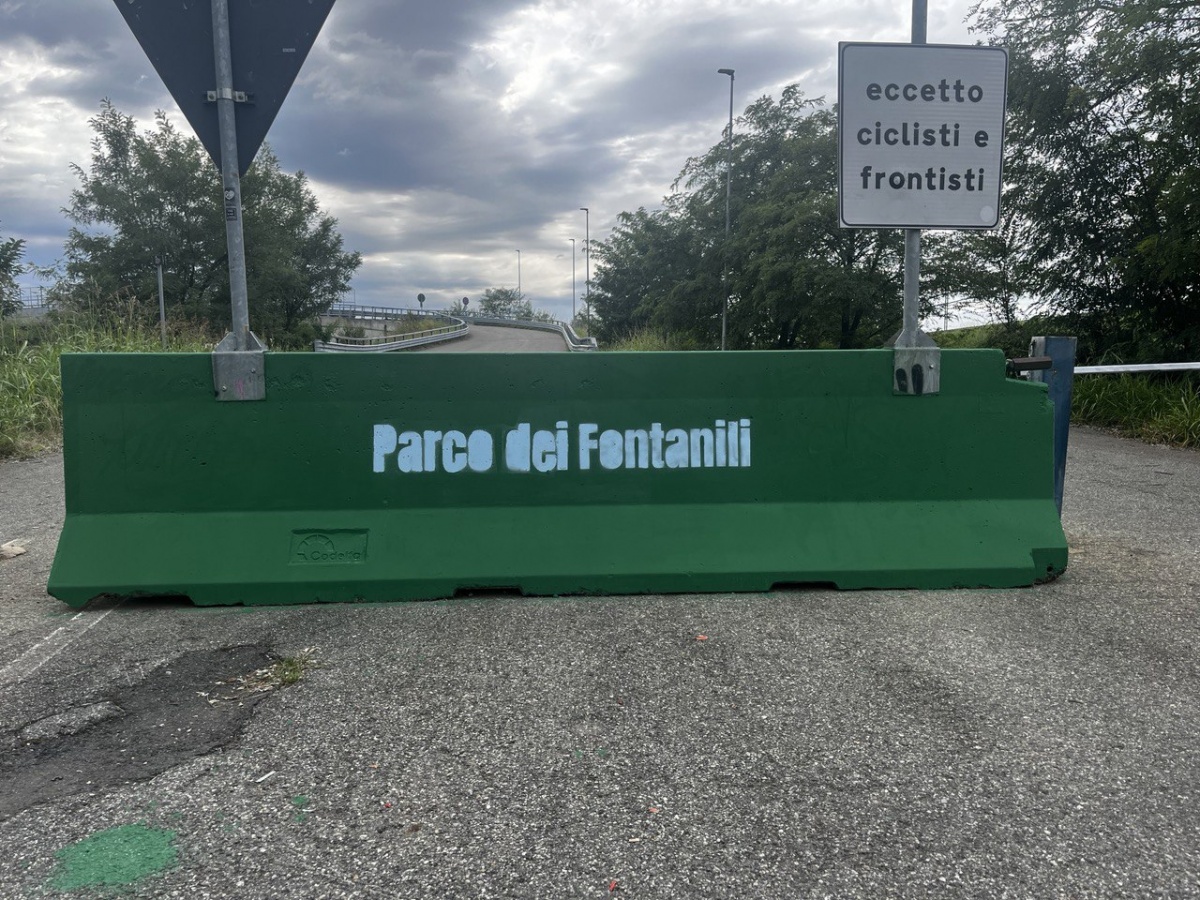 eccetto
ciclisti e
frontisti
Parco dei Fontanili